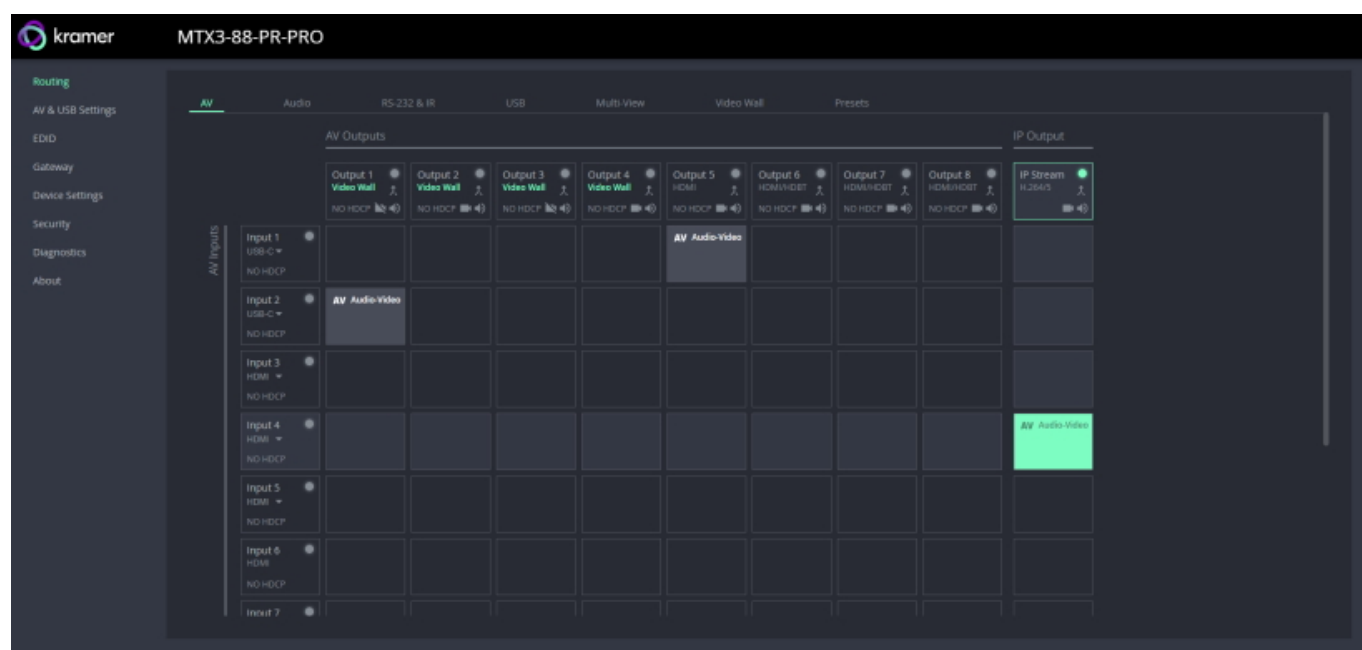 kramer
MTX3-88-PR-PRO
Routing
AV & USB Settings
EDID
Gateway
Device Settings
Security
Diagnostics
About
AV Audio RS-232 & IR USB Multi-View Video Wall Presets
AV Outputs IP Output
Output 1 Output 2 Output 3 Output 4 Output 5 Output 6 Output 7 Output 8 IP Stream
Video Wall Video Wall Video Wall Video Wall HDMI HDMI/HDBT HDMI/HDBT HDMI/HDBT H.264/5
NO HDCP NO HDCP NO HDCP NO HDCP NO HDCP NO HDCP NO HDCP NO HDCP
AV Inputs
Input 1 AV Audio-Video
USB-C
NO HDCP
Input 2 AV Audio-Video
USB-C
NO HDCP
Input 3
HDMI
NO HDCP
Input 4 AV Audio-Video
HDMI
NO HDCP
Input 5
HDMI
NO HDCP
Input 6
HDMI
NO HDCP
Input 7